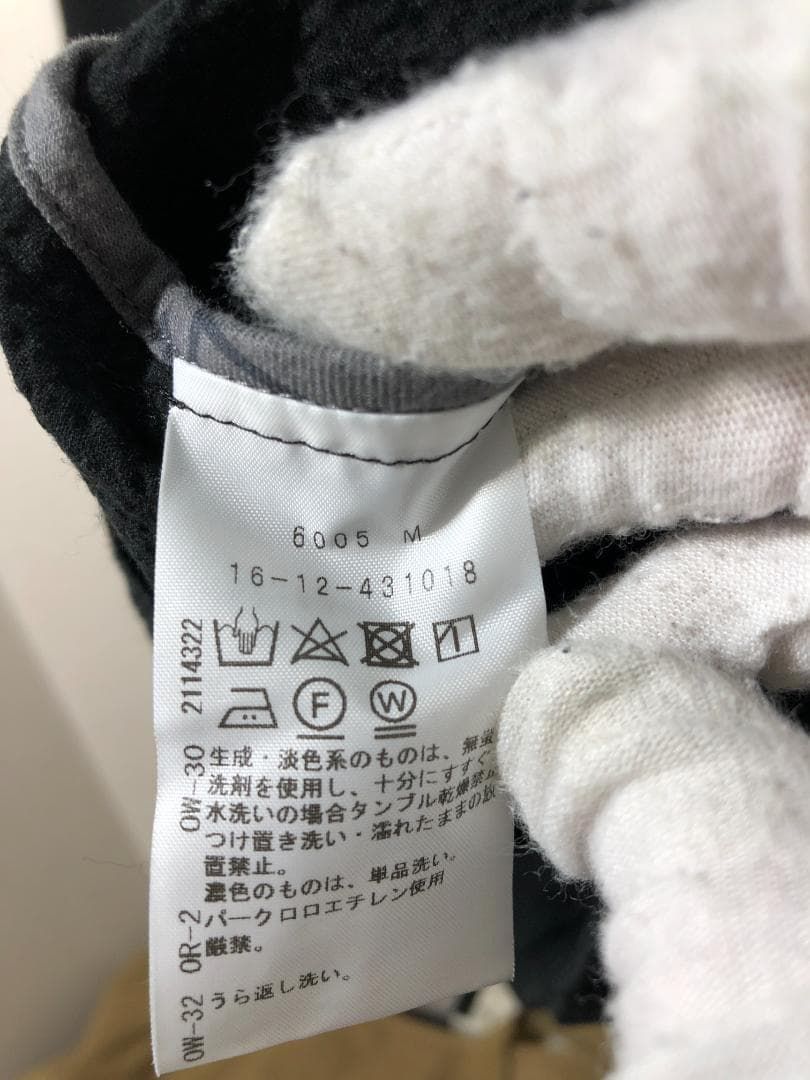 6005 M
16-12-431018
F W
生成・淡色系のものは、無蛍
洗剤を使用し、十分にすすぐ。
水洗いの場合タンブル乾燥禁
つけ置き洗い・濡れたままの放
置禁止。
濃色のものは、単品洗い。
パークロロエチレン使用
厳禁。
うら返し洗い。
OW-32 OR-2 OW-30 2114322